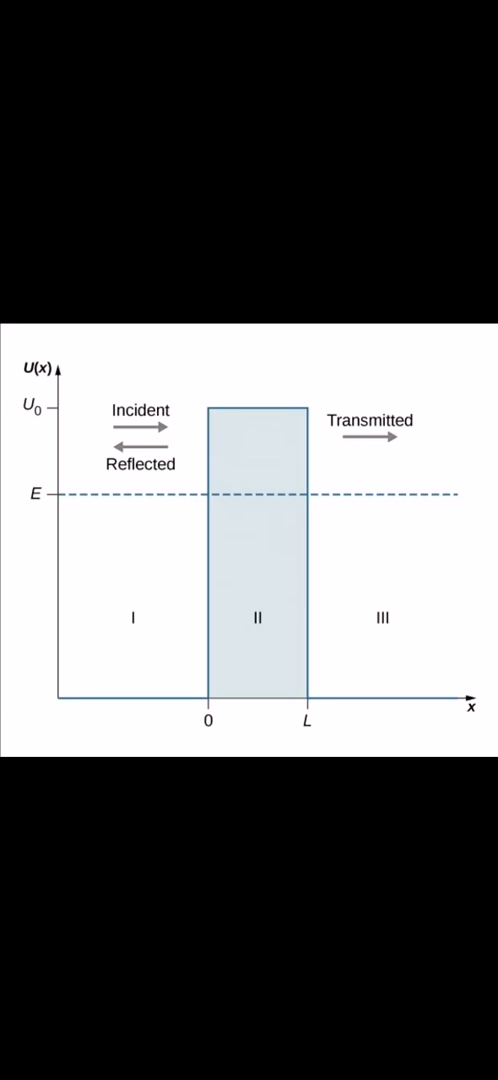 U(x)
U₀
Incident
Reflected
Transmitted
E
I
II
III
0
L
x